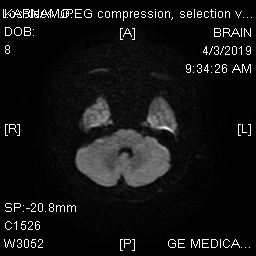 JPEG compression, selection v...
[A]
BRAIN
DOB:
4/3/2019
8
9:34:26 AM
[R]
[L]
SP:-20.8mm
C1526
W3052
[P]
GE MEDICA...